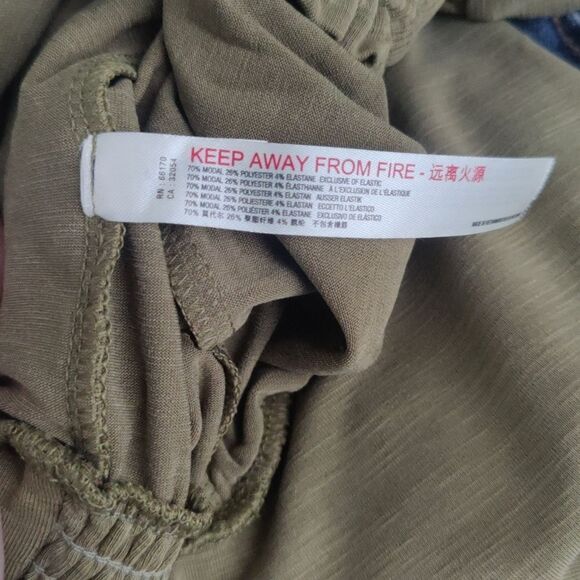 KEEP AWAY FROM FIRE - 远离火源
70% MODAL 26% POLYESTER 4% ELASTANE EXCLUSIVE OF ELASTIC
70% MODAL 26% POLYESTER 4% ÉLASTHANNE À L'EXCLUSION DE L'ÉLASTIQUE
70% MODAL 26% POLYESTER 4% ELASTAN AUSSER ELASTIK
70% MODAL 26% POLIESTERE 4% ELASTAN ECCETTO L'ELASTICO
70% MODAL 26% POLIÉSTER 4% ELASTANO EXCLUSIVO DE ELÁSTICO
70% 莫代尔 26% 聚酯纤维 4% 氨纶 不包含橡筋
RN : 66170
CA : 32054